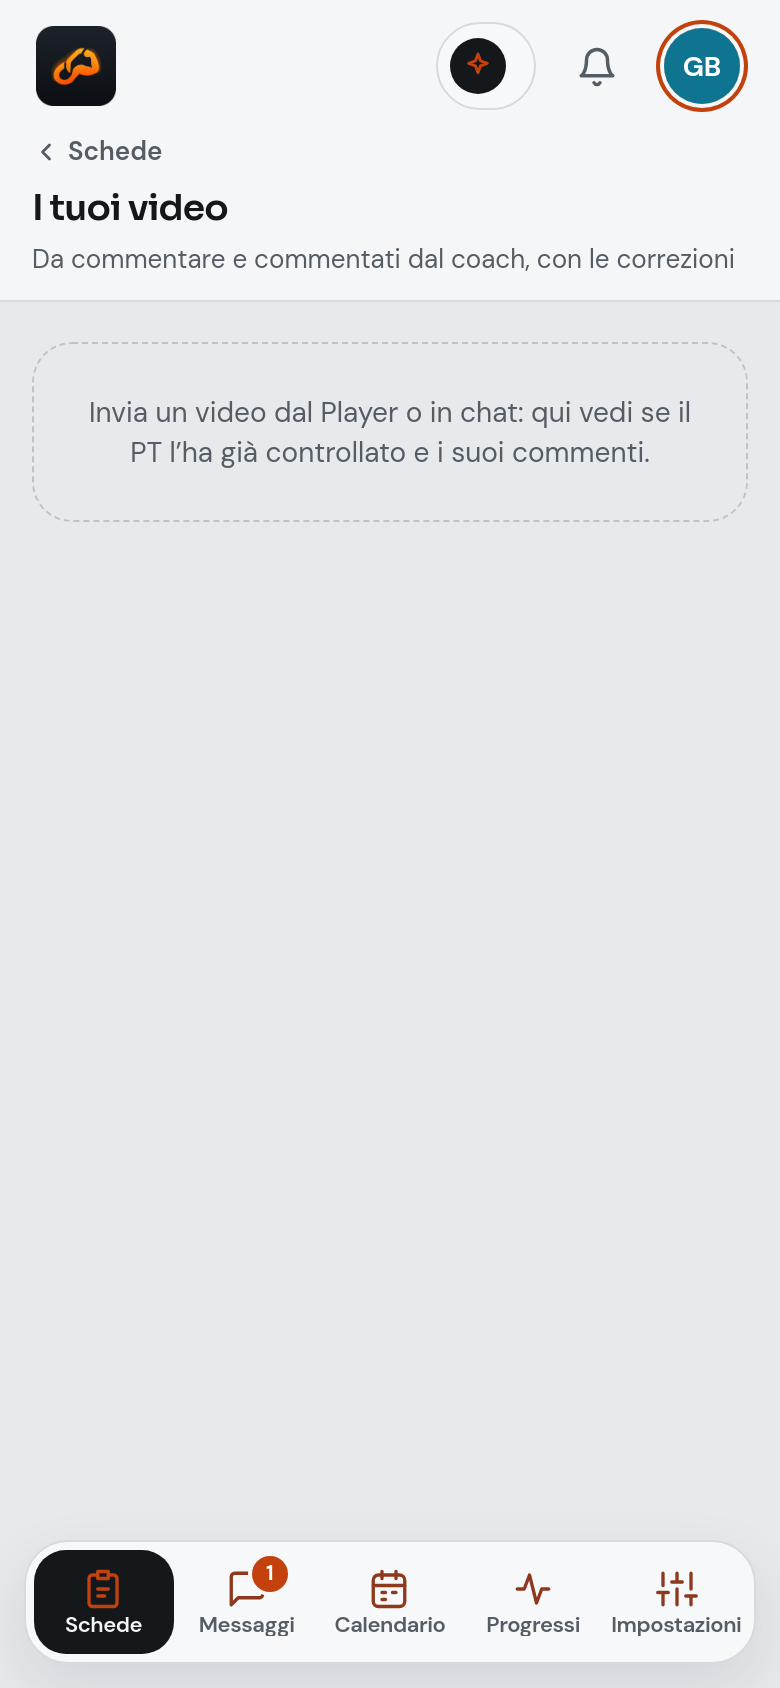 GB
Schede
I tuoi video
Da commentare e commentati dal coach, con le correzioni
Invia un video dal Player o in chat: qui vedi se il
PT l’ha già controllato e i suoi commenti.
1
Schede
Messaggi
Calendario
Progressi
Impostazioni